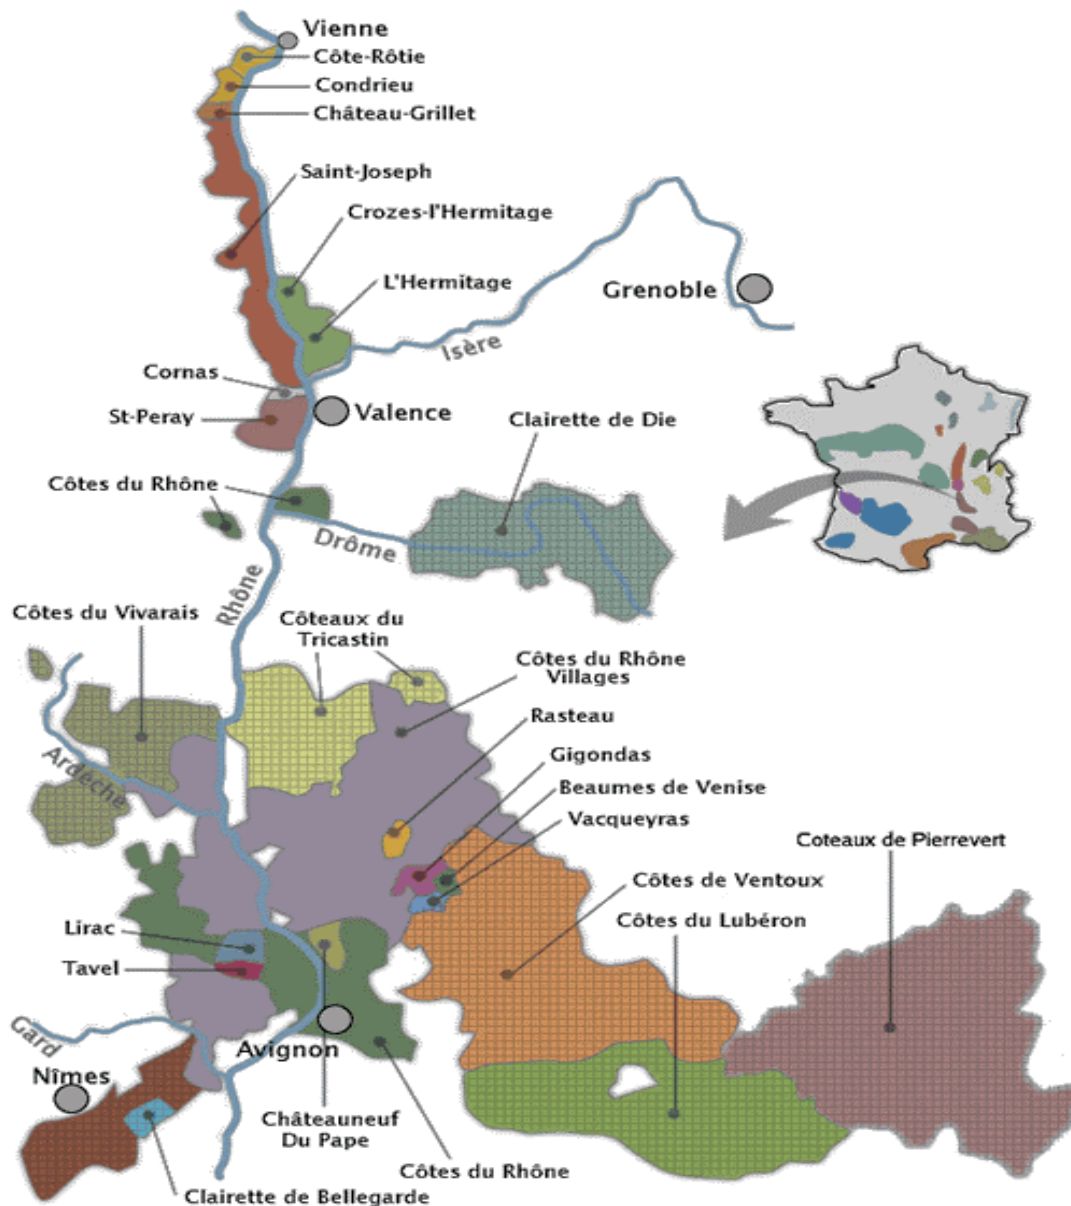 Vienne
Côte-Rôtie
Condrieu
Château-Grillet
Saint-Joseph
Crozes-l'Hermitage
L'Hermitage
Grenoble
Isère
Cornas
Valence
St-Peray
Clairette de Die
Côtes du Rhône
Drôme
Rhône
Côtes du Vivarais
Côteaux du
Tricastin
Côtes du Rhône
Villages
Rasteau
Gigondas
Ardèche
Beaumes de Venise
Vacqueyras
Coteaux de Pierrevert
Côtes de Ventoux
Côtes du Lubéron
Lirac
Tavel
Gard
Avignon
Nîmes
Châteauneuf
Du Pape
Côtes du Rhône
Clairette de Bellegarde